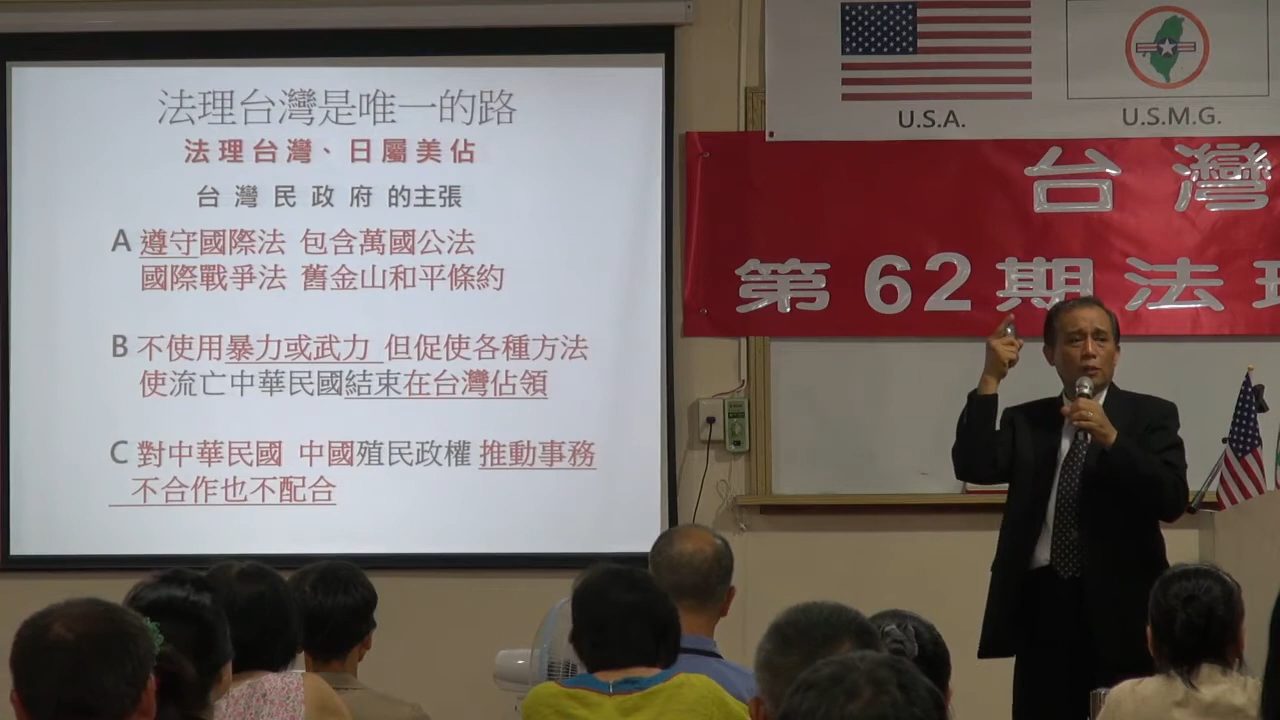 法理台灣是唯一的路
法理台灣、日屬美佔
台灣民政府的主張
A 遵守國際法 包含萬國公法
國際戰爭法 舊金山和平條約
B 不使用暴力或武力 但促使各種方法
使流亡中華民國結束在台灣佔領
C 對中華民國 中國殖民政權 推動事務
不合作也不配合
U.S.A.
U.S.M.G.
台灣
第62期法理